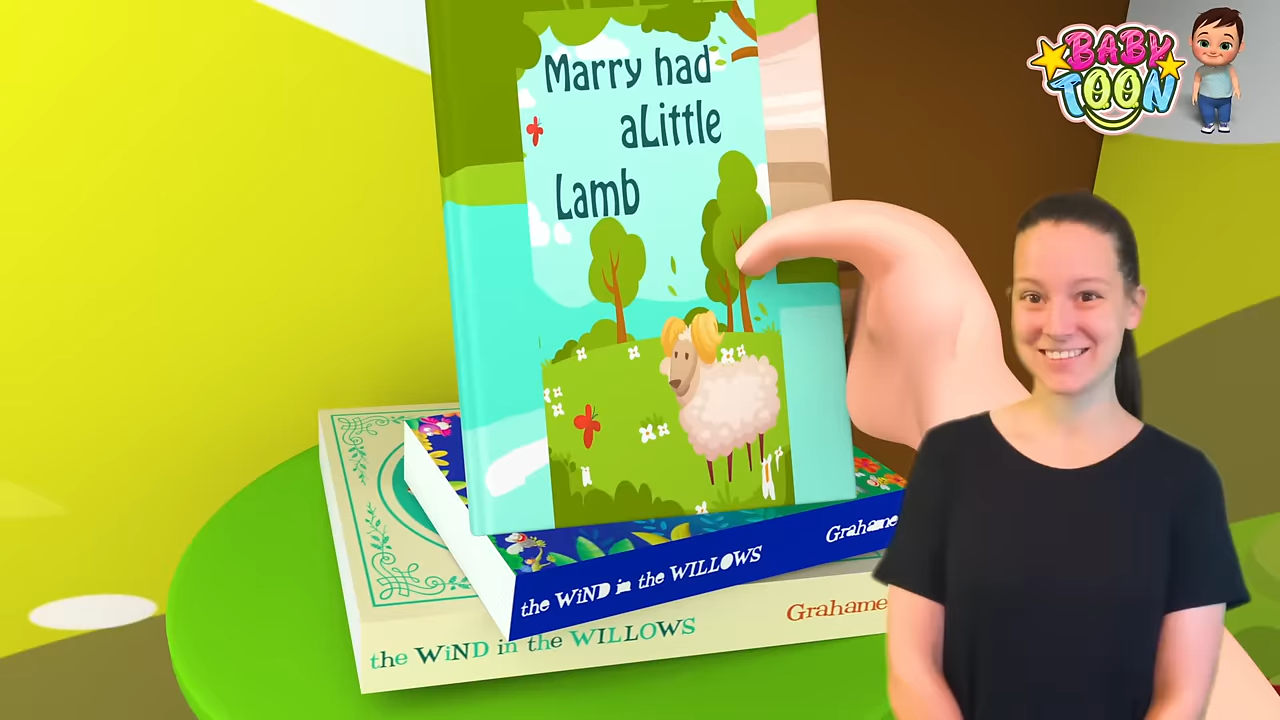 Marry had
aLittle
Lamb
BABY
TOON
the WiND in the WILLOWS
Grahame
the WiND in the WILLOWS
Grahame